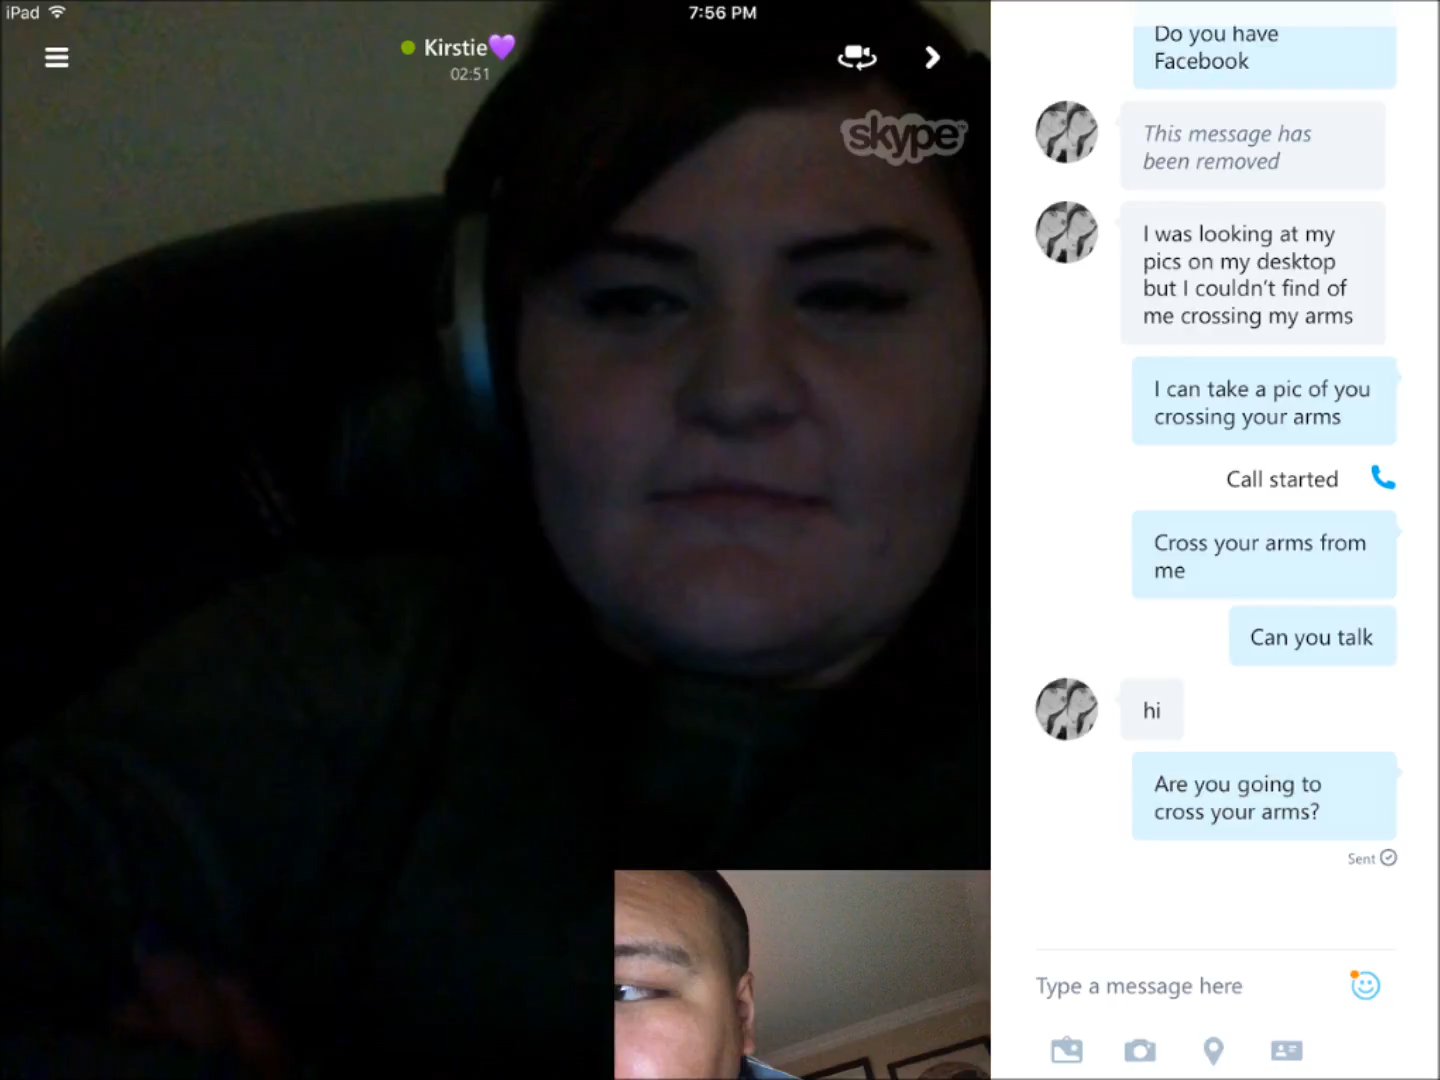 iPad
7:56 PM
Kirstie💜
02:51
skype™
Do you have
Facebook
This message has
been removed
I was looking at my
pics on my desktop
but I couldn't find of
me crossing my arms
I can take a pic of you
crossing your arms
Call started
Cross your arms from
me
Can you talk
hi
Are you going to
cross your arms?
Sent
Type a message here